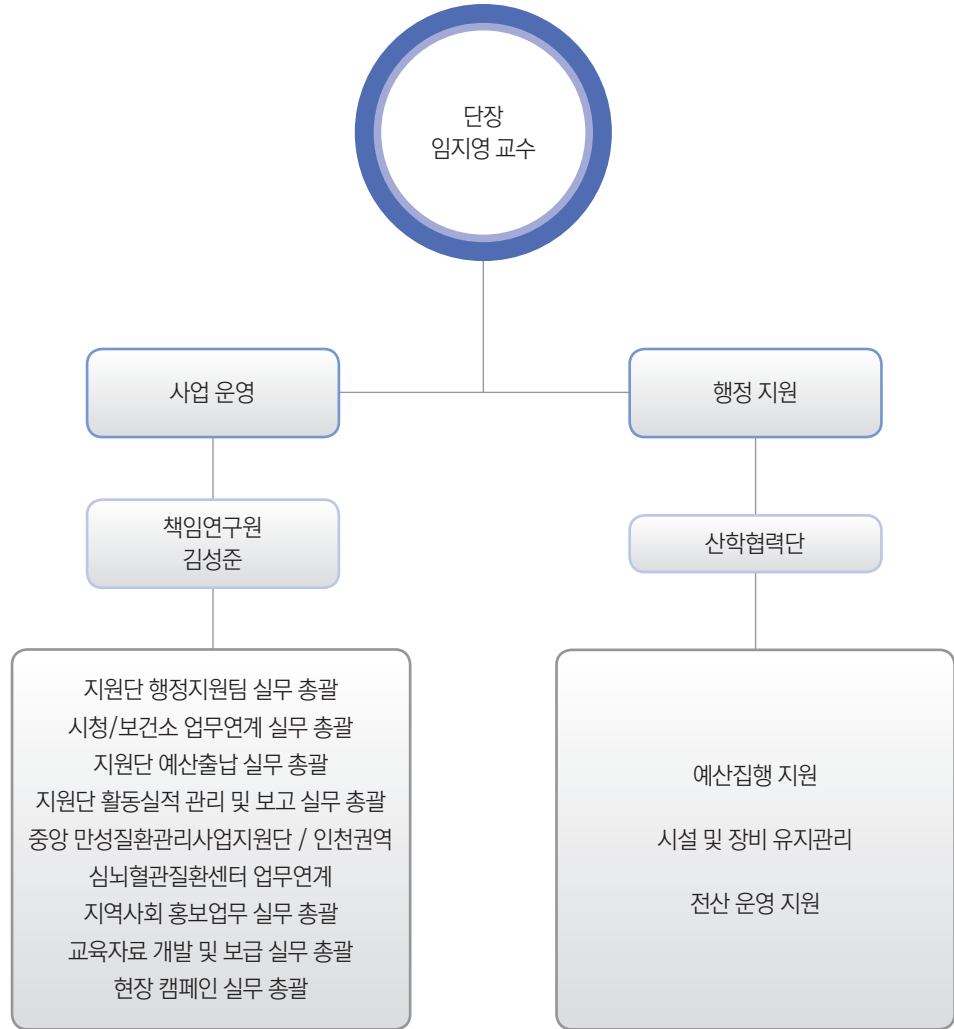 단장
임지영 교수
사업 운영
행정 지원
책임연구원
김성준
산학협력단
지원단 행정지원팀 실무 총괄
시청/보건소 업무연계 실무 총괄
지원단 예산출납 실무 총괄
지원단 활동실적 관리 및 보고 실무 총괄
중앙 만성질환관리사업지원단 / 인천권역
심뇌혈관질환센터 업무연계
지역사회 홍보업무 실무 총괄
교육자료 개발 및 보급 실무 총괄
현장 캠페인 실무 총괄
예산집행 지원
시설 및 장비 유지관리
전산 운영 지원